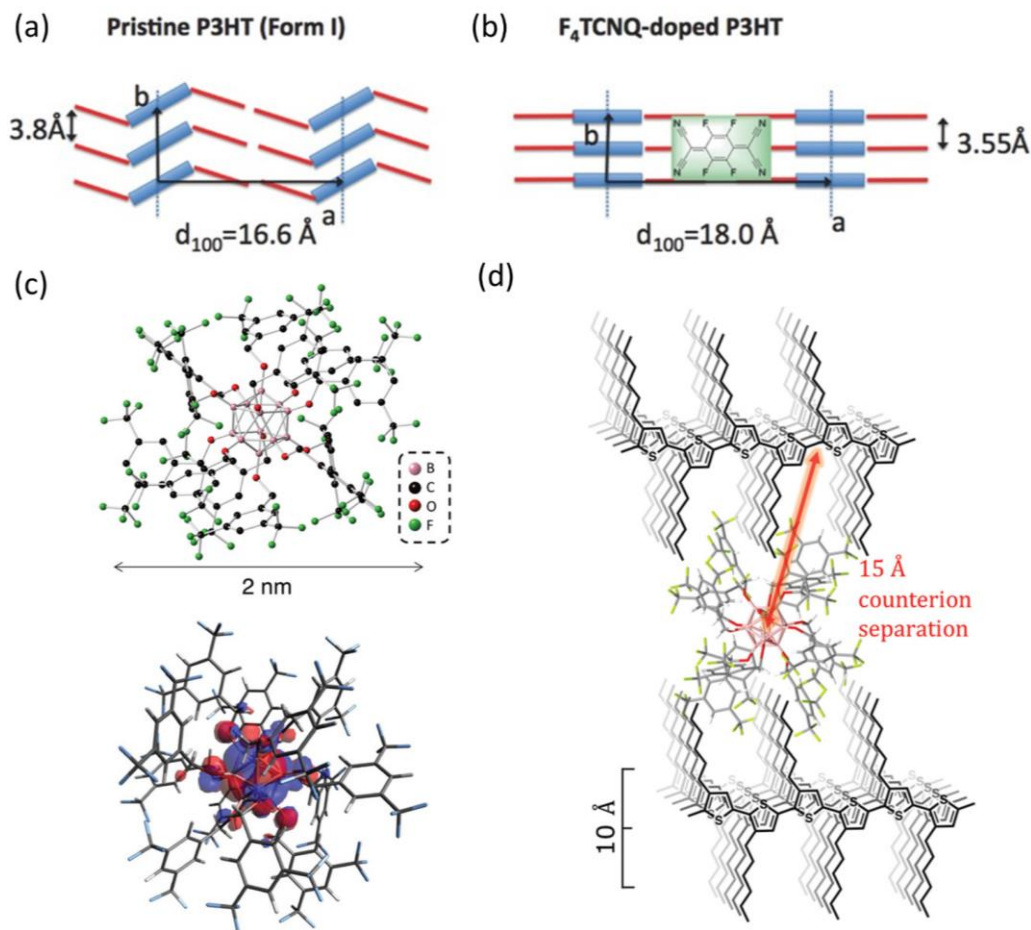 (a)
Pristine P3HT (Form I)
b
3.8Å
a
d₁₀₀=16.6 Å
(b)
F₄TCNQ-doped P3HT
b
N F F N
N F F N
3.55Å
a
d₁₀₀=18.0 Å
(c)
B
C
O
F
2 nm
(d)
S S S S S S S S
S S S
15 Å
counterion
separation
10 Å
S S S S S S S S
S S S